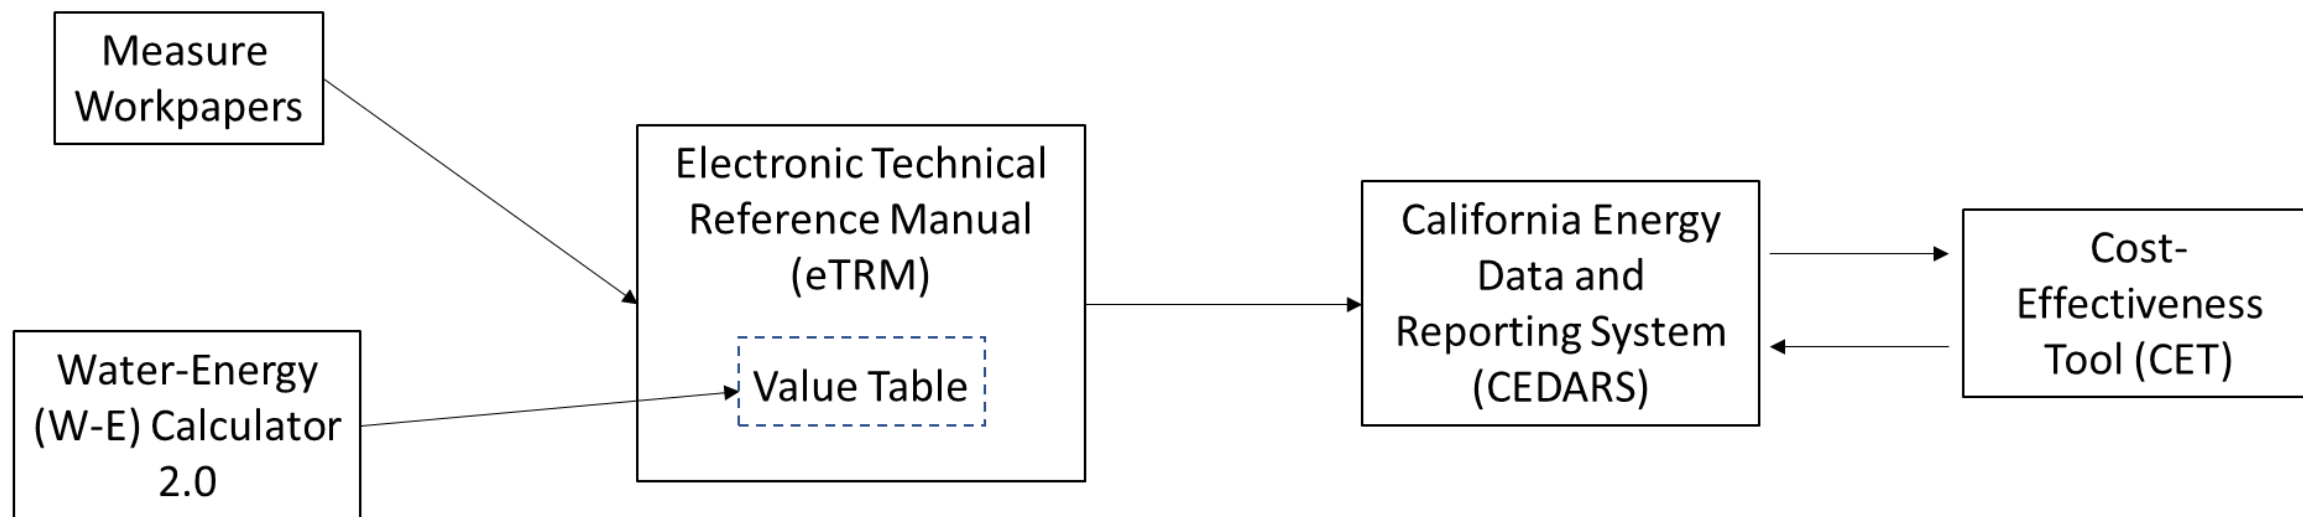 Measure
Workpapers
Water-Energy
(W-E) Calculator
2.0
Electronic Technical
Reference Manual
(eTRM)
Value Table
California Energy
Data and
Reporting System
(CEDARS)
Cost-
Effectiveness
Tool (CET)